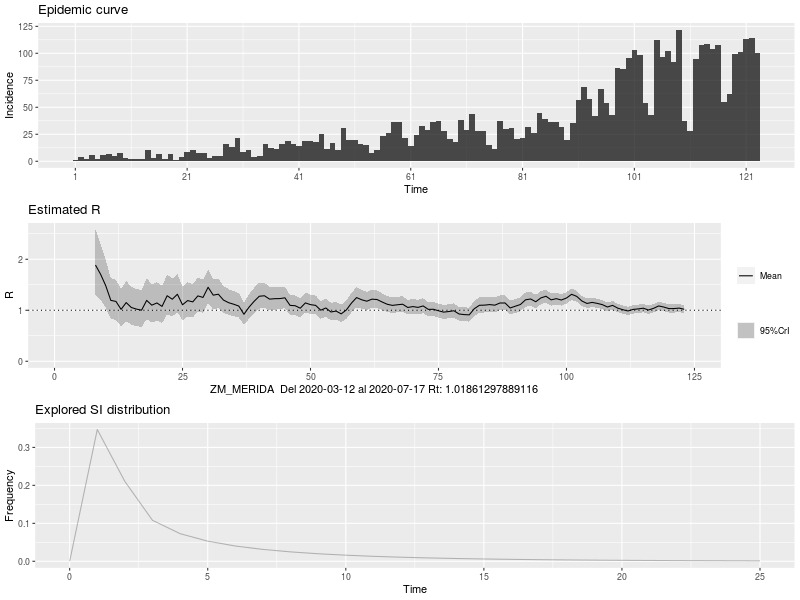 Epidemic curve
125
100
75
50
25
0
Incidence
1 21 41 61 81 101 121
Time
Estimated R
2
1
0
R
0 25 50 75 100 125
ZM_MERIDA Del 2020-03-12 al 2020-07-17 Rt: 1.01861297889116
Mean
95%CrI
Explored SI distribution
0.3
0.2
0.1
0.0
Frequency
0 5 10 15 20 25
Time